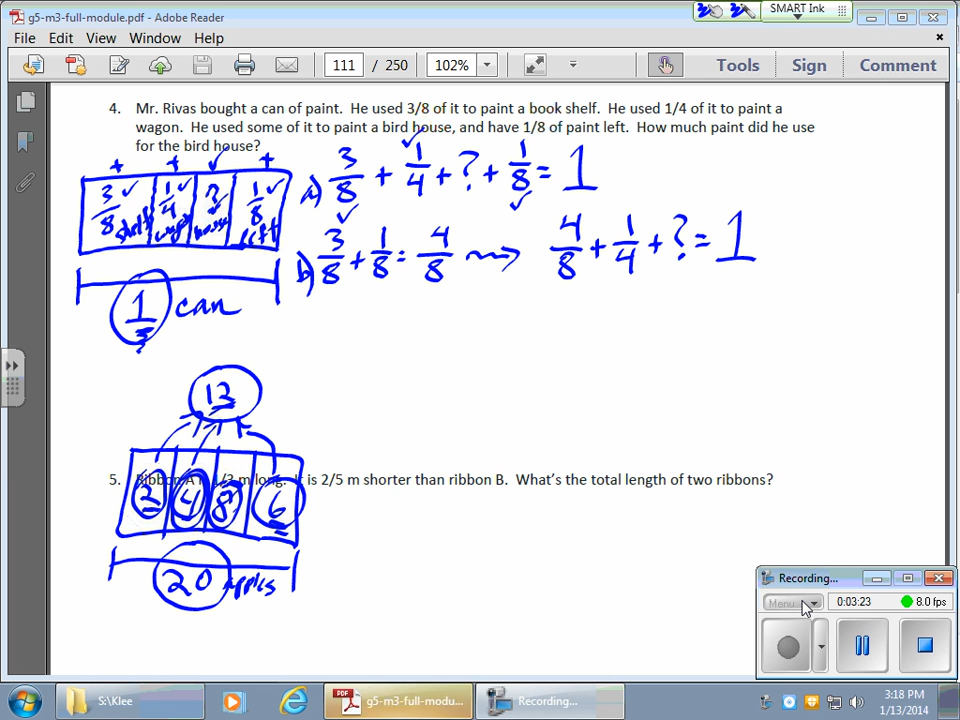 g5-m3-full-module.pdf - Adobe Reader
SMART Ink
File Edit View Window Help
111 / 250 102% Tools Sign Comment
4. Mr. Rivas bought a can of paint. He used 3/8 of it to paint a book shelf. He used 1/4 of it to paint a
wagon. He used some of it to paint a bird house, and have 1/8 of paint left. How much paint did he use
for the bird house?
a) 3/8 + 1/4 + ? + 1/8 = 1
3/8 1/4 ? 1/8
shelf house left
b) 3/8 + 1/8 = 4/8 4/8 + 1/4 + ? = 1
1 can
?
5. Ribbon A is 1/3 m long. It is 2/5 m shorter than ribbon B. What's the total length of two ribbons?
2 4 8 6
20 apples
Recording...
Menu 0:03:23 8.0 fps
S:\Klee g5-m3-full-modu... Recording... 3:18 PM
1/13/2014